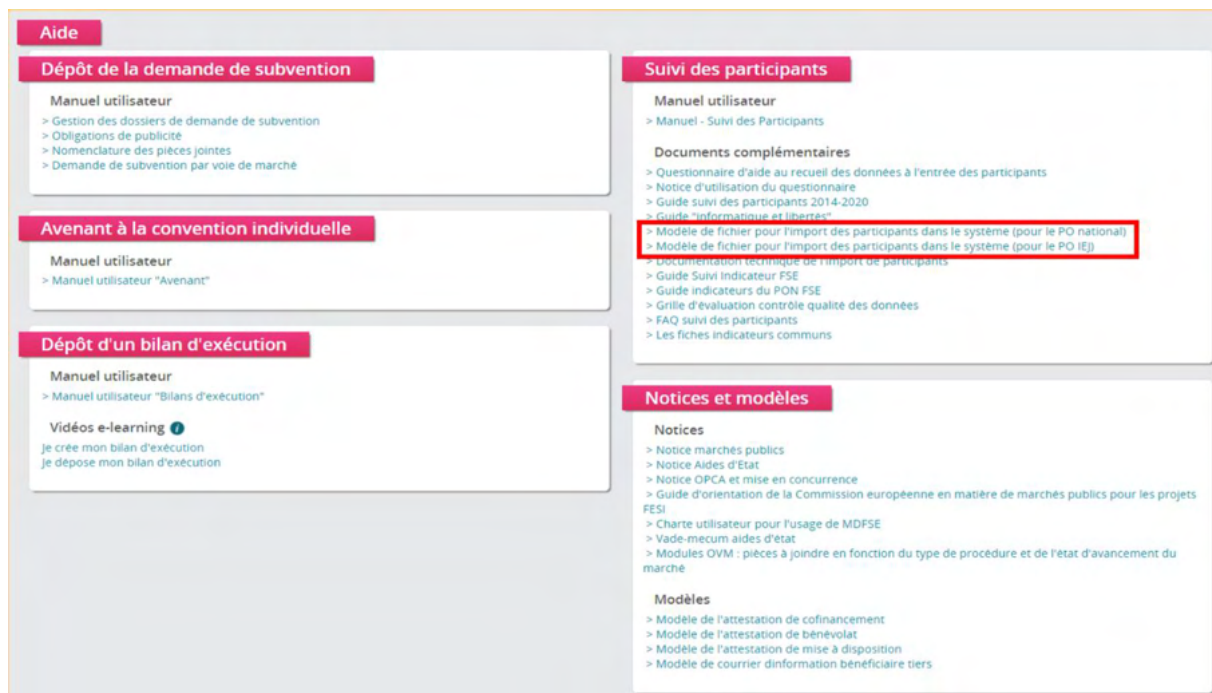 Aide
Dépôt de la demande de subvention
Manuel utilisateur
> Gestion des dossiers de demande de subvention
> Obligations de publicité
> Nomenclature des pièces jointes
> Demande de subvention par voie de marché
Avenant à la convention individuelle
Manuel utilisateur
> Manuel utilisateur "Avenant"
Dépôt d'un bilan d'exécution
Manuel utilisateur
> Manuel utilisateur "Bilans d'exécution"
Vidéos e-learning i
Je crée mon bilan d'exécution
Je dépose mon bilan d'exécution
Suivi des participants
Manuel utilisateur
> Manuel - Suivi des Participants
Documents complémentaires
> Questionnaire d'aide au recueil des données à l'entrée des participants
> Notice d'utilisation du questionnaire
> Guide suivi des participants 2014-2020
> Guide "informatique et libertés"
> Modèle de fichier pour l'import des participants dans le système (pour le PO national)
> Modèle de fichier pour l'import des participants dans le système (pour le PO IEJ)
> Documentation technique de l'import de participants
> Guide Suivi Indicateur FSE
> Guide indicateurs du PON FSE
> Grille d'évaluation contrôle qualité des données
> FAQ suivi des participants
> Les fiches indicateurs communs
Notices et modèles
Notices
> Notice marchés publics
> Notice Aides d'Etat
> Notice OPCA et mise en concurrence
> Guide d'orientation de la Commission européenne en matière de marchés publics pour les projets
FESI
> Charte utilisateur pour l'usage de MDFSE
> Vade-mecum aides d'état
> Modules OVM : pièces à joindre en fonction du type de procédure et de l'état d'avancement du
marché
Modèles
> Modèle de l'attestation de cofinancement
> Modèle de l'attestation de bénévolat
> Modèle de l'attestation de mise à disposition
> Modèle de courrier dinformation bénéficiaire tiers